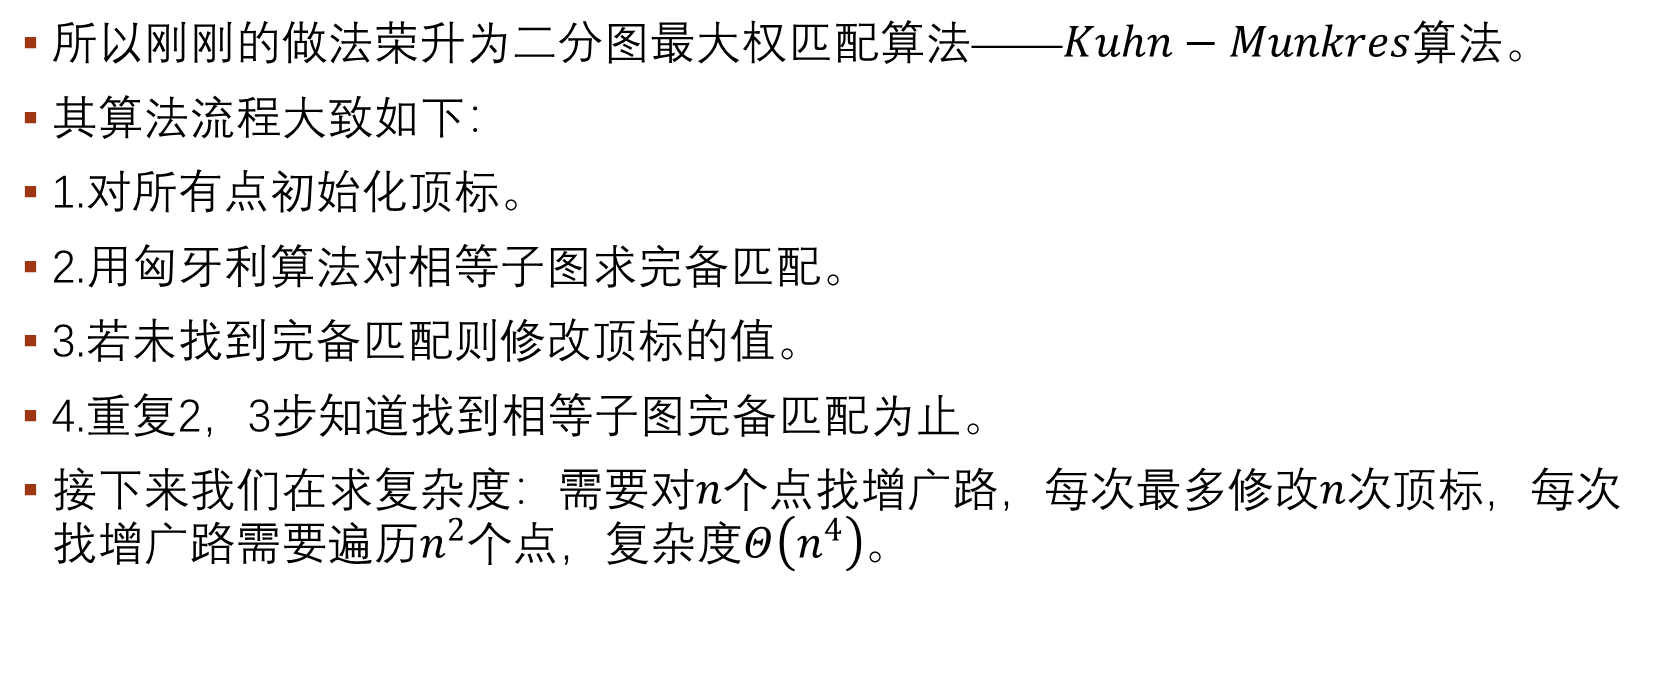 ▪ 所以刚刚的做法荣升为二分图最大权匹配算法——Kuhn − Munkres算法。
▪ 其算法流程大致如下：
▪ 1.对所有点初始化顶标。
▪ 2.用匈牙利算法对相等子图求完备匹配。
▪ 3.若未找到完备匹配则修改顶标的值。
▪ 4.重复2，3步知道找到相等子图完备匹配为止。
▪ 接下来我们在求复杂度：需要对n个点找增广路，每次最多修改n次顶标，每次
找增广路需要遍历n²个点，复杂度Θ(n⁴)。